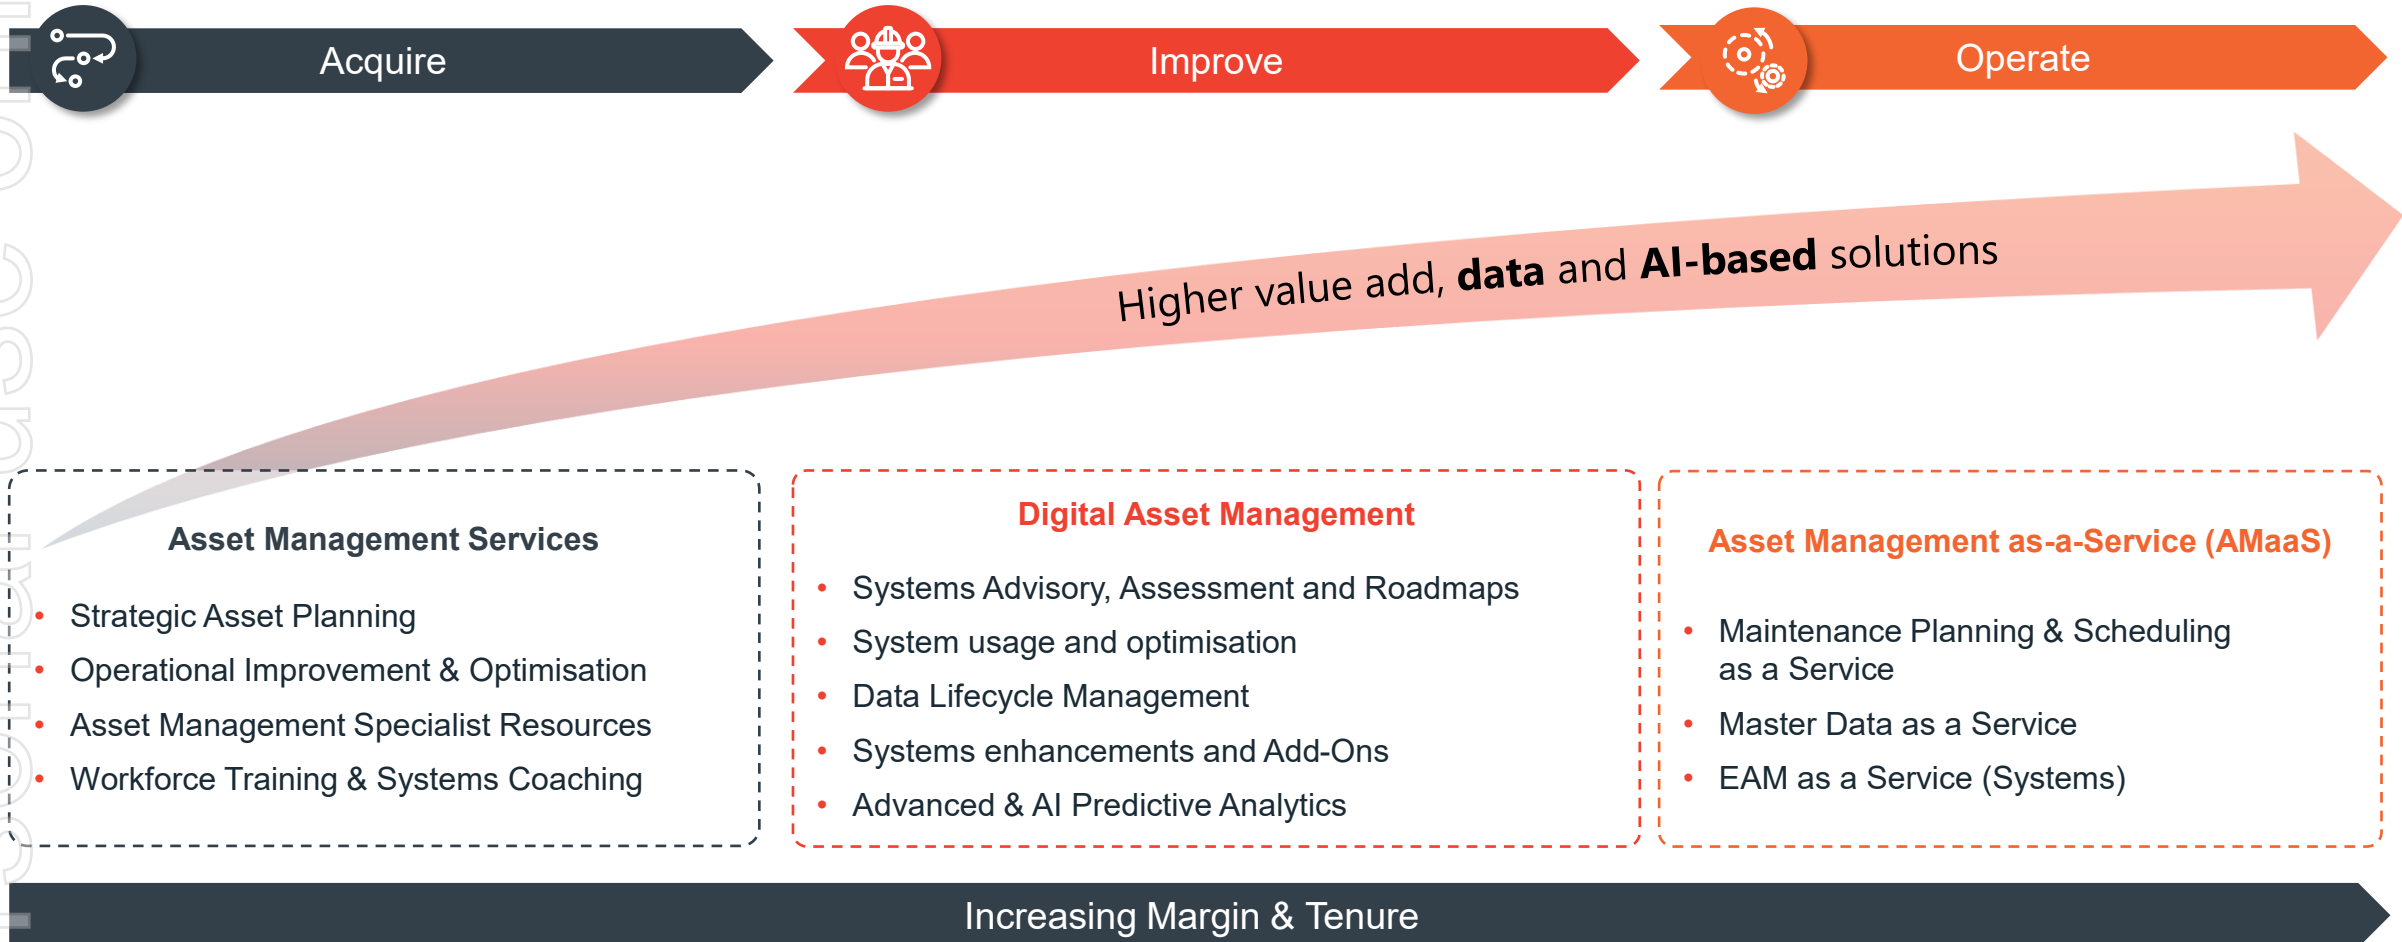 Acquire
Improve
Operate
Higher value add, data and AI-based solutions
Asset Management Services
• Strategic Asset Planning
• Operational Improvement & Optimisation
• Asset Management Specialist Resources
• Workforce Training & Systems Coaching
Digital Asset Management
• Systems Advisory, Assessment and Roadmaps
• System usage and optimisation
• Data Lifecycle Management
• Systems enhancements and Add-Ons
• Advanced & AI Predictive Analytics
Asset Management as-a-Service (AMaaS)
• Maintenance Planning & Scheduling
as a Service
• Master Data as a Service
• EAM as a Service (Systems)
Increasing Margin & Tenure